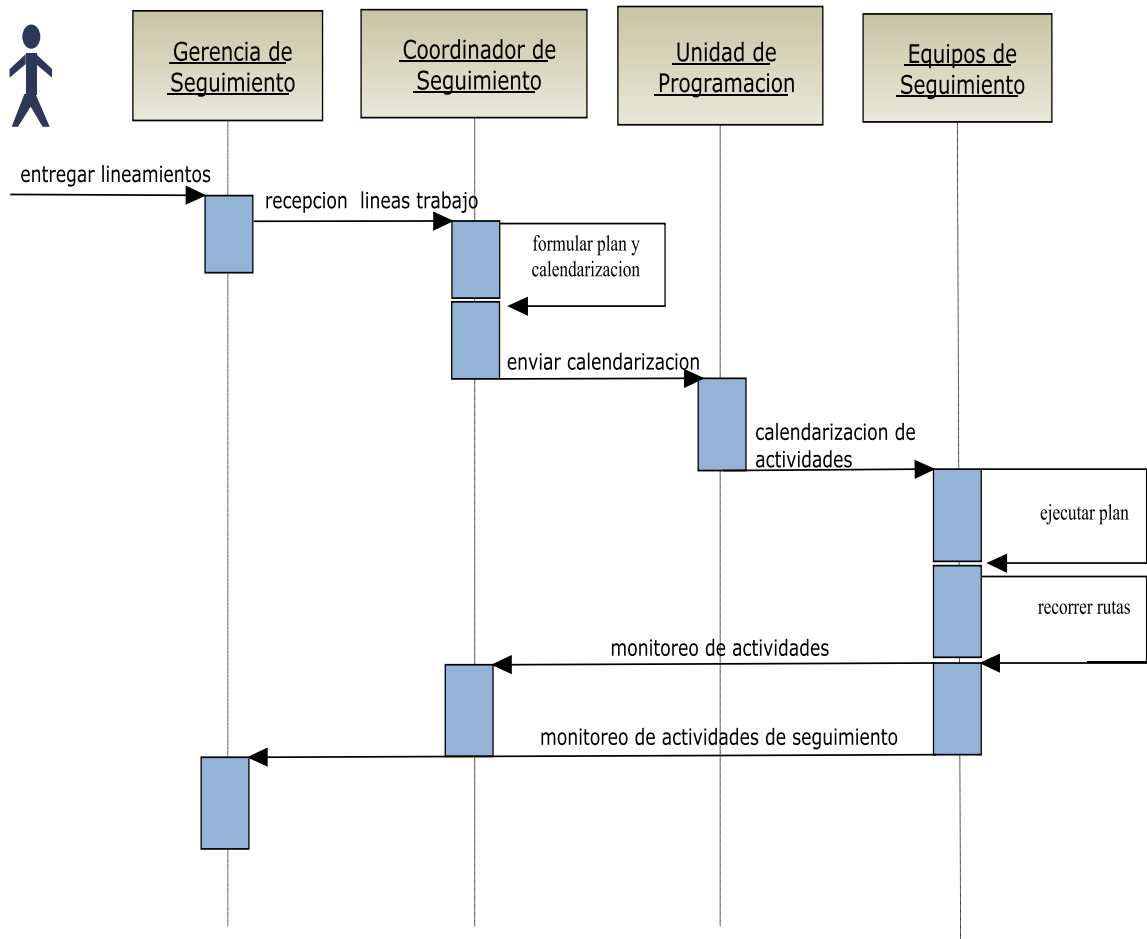 Gerencia de
Seguimiento
Coordinador de
Seguimiento
Unidad de
Programacion
Equipos de
Seguimiento
entregar lineamientos
recepcion lineas trabajo
formular plan y
calendarizacion
enviar calendarizacion
calendarizacion de
actividades
ejecutar plan
recorrer rutas
monitoreo de actividades
monitoreo de actividades de seguimiento